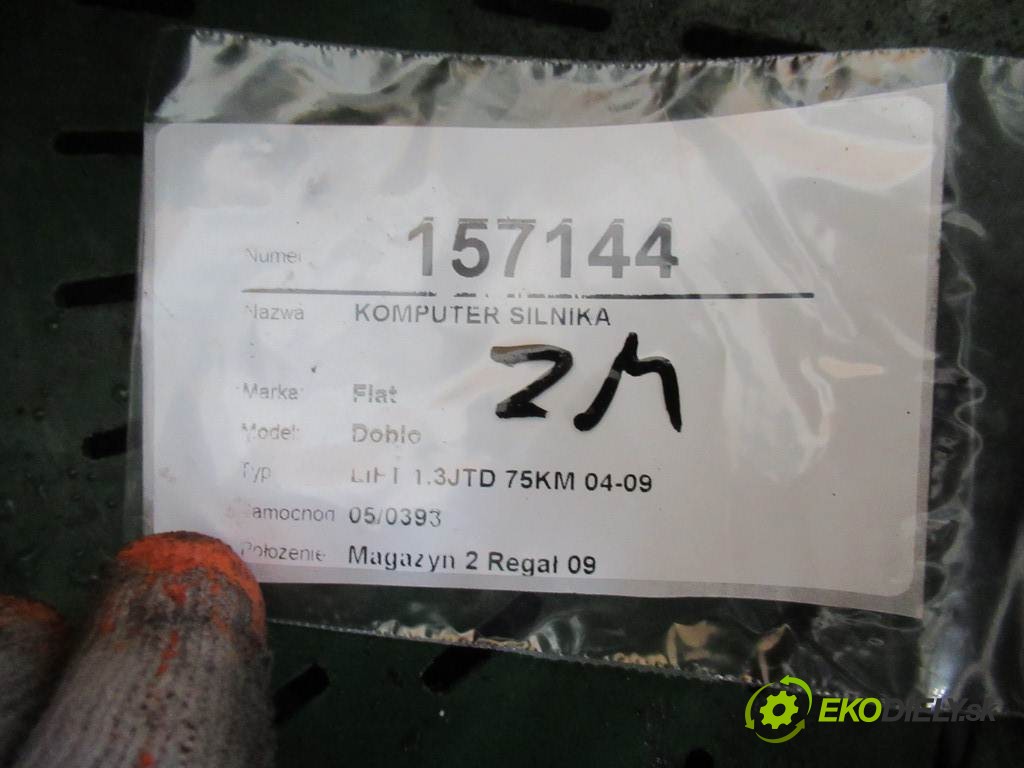 Numer 157144
Nazwa KOMPUTER SILNIKA
2M
Marka: Fiat
Model: Doblo
Typ LIFT 1.3JTD 75KM 04-09
Samochod 05/0393
Położenie Magazyn 2 Regał 09
EKODIELY.sk